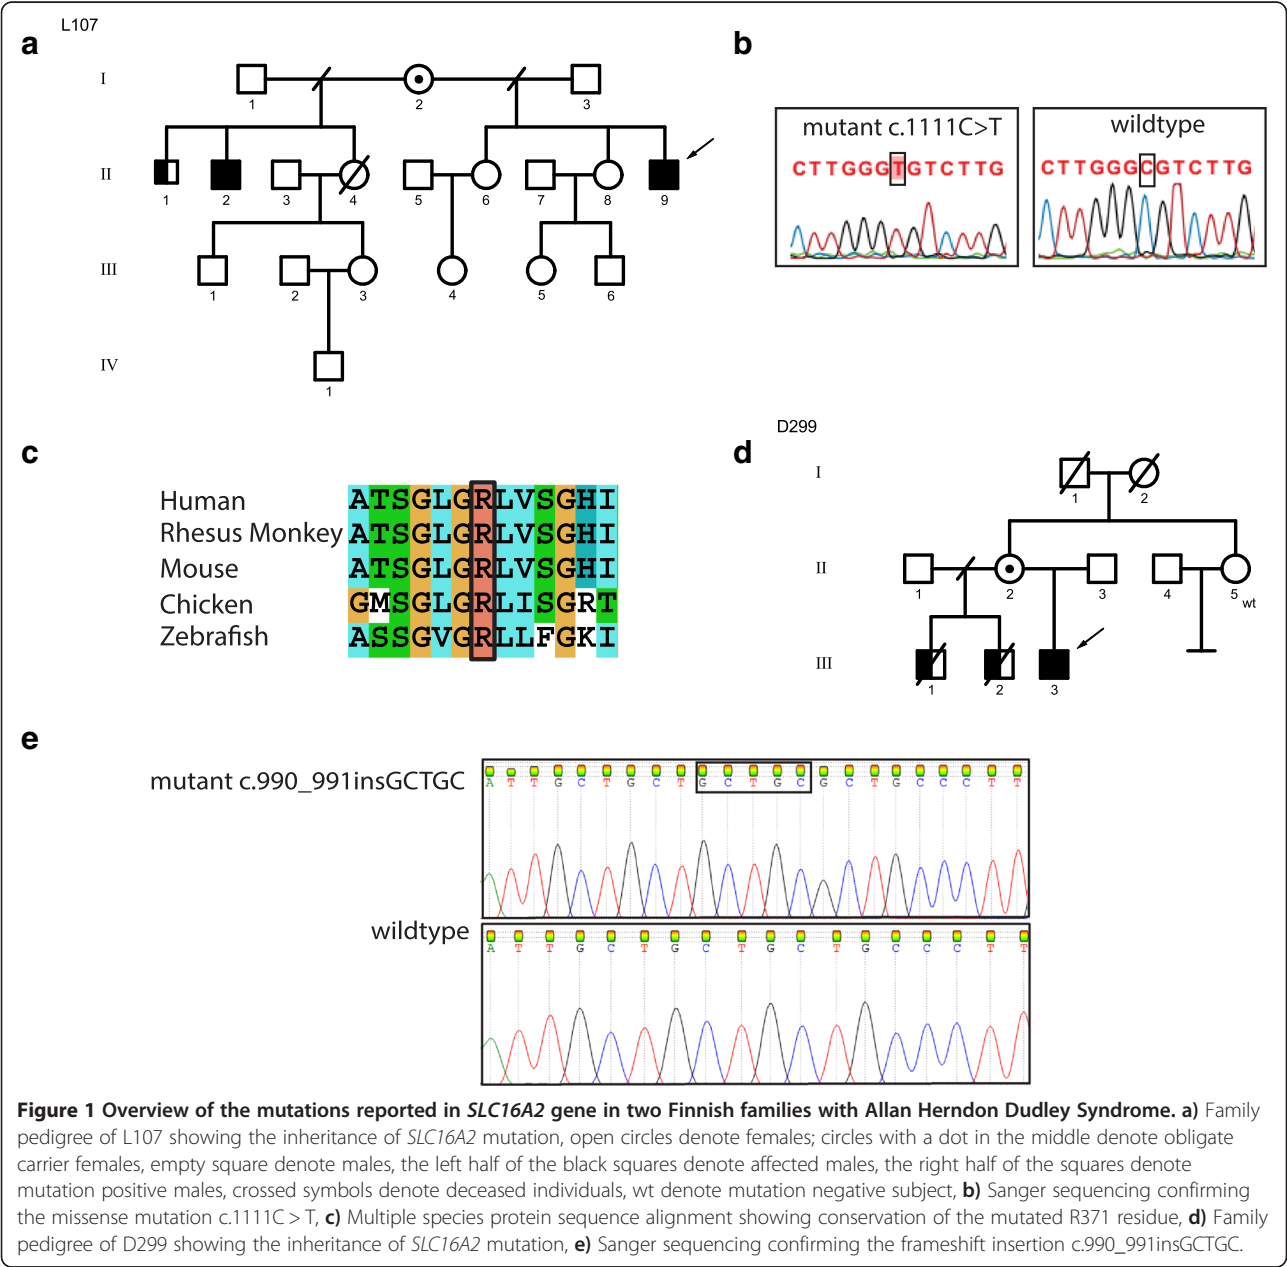 L107
a
I
1
2
3
II
1
2
3
4
5
6
7
8
9
III
1
2
3
4
5
6
IV
1
b
mutant c.1111C>T
CTTGGGTGTCTTG
wildtype
CTTGGGCGTCTTG
c
Human ATSGLGRLVSGHI
Rhesus Monkey ATSGLGRLVSGHI
Mouse ATSGLGRLVSGHI
Chicken GMSGLGRLISGRT
Zebrafish ASSGVGRLLFGKI
D299
d
I
1
2
II
1
2
3
4
5 wt
III
1
2
3
e
mutant c.990_991insGCTGC
A T T G C T G C T G C T G C G C T G C C C T T
wildtype
A T T G C T G C T G C T G C C C T T
Figure 1 Overview of the mutations reported in SLC16A2 gene in two Finnish families with Allan Herndon Dudley Syndrome. a) Family
pedigree of L107 showing the inheritance of SLC16A2 mutation, open circles denote females; circles with a dot in the middle denote obligate
carrier females, empty square denote males, the left half of the black squares denote affected males, the right half of the squares denote
mutation positive males, crossed symbols denote deceased individuals, wt denote mutation negative subject, b) Sanger sequencing confirming
the missense mutation c.1111C > T, c) Multiple species protein sequence alignment showing conservation of the mutated R371 residue, d) Family
pedigree of D299 showing the inheritance of SLC16A2 mutation, e) Sanger sequencing confirming the frameshift insertion c.990_991insGCTGC.